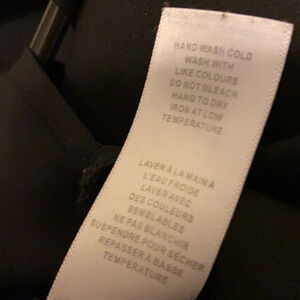 HAND WASH COLD
WASH WITH
LIKE COLOURS
DO NOT BLEACH
HANG TO DRY
IRON AT LOW
TEMPERATURE
LAVER A LA MAIN A
L'EAU FROIDE
LAVER AVEC
DES COULEURS
SEMBLABLES
NE PAS BLANCHIR
SUSPENDRE POUR SÉCHER
REPASSER A BASSE
TEMPERATURE